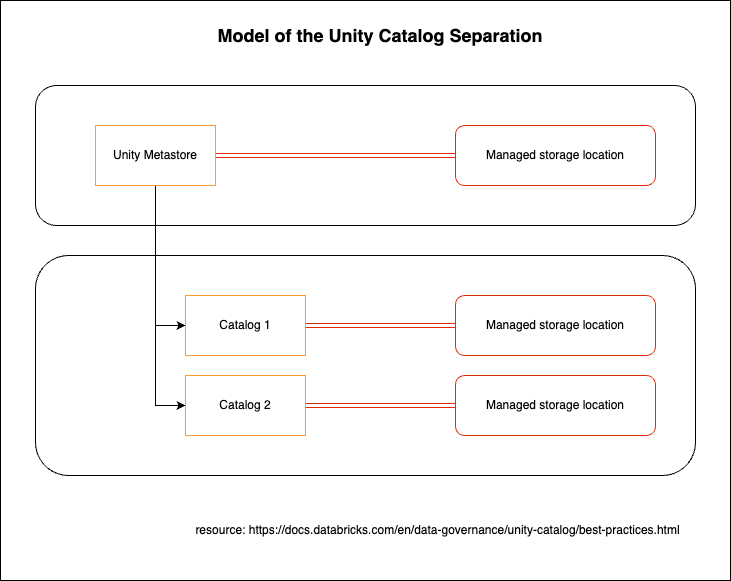 Model of the Unity Catalog Separation
Unity Metastore
Managed storage location
Catalog 1
Managed storage location
Catalog 2
Managed storage location
resource: https://docs.databricks.com/en/data-governance/unity-catalog/best-practices.html